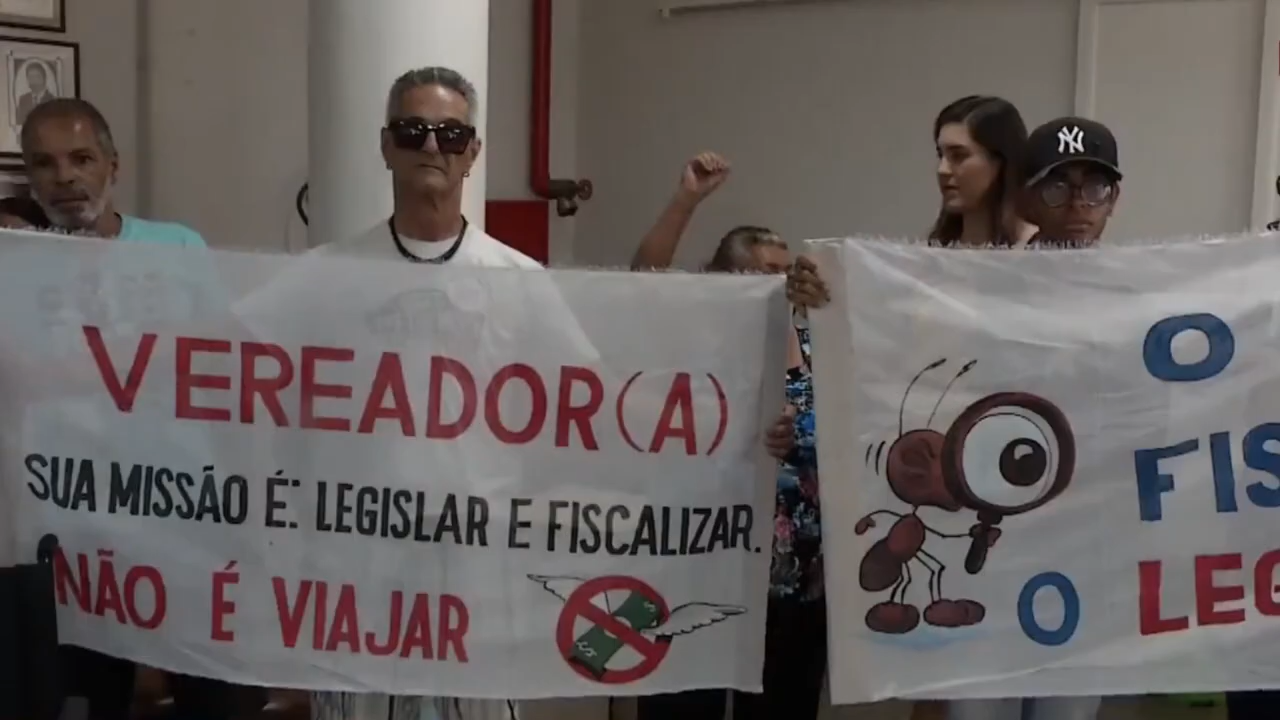 VEREADOR(A)
SUA MISSÃO É: LEGISLAR E FISCALIZAR.
NÃO É VIAJAR
$
$
NY
O
FIS
O LEG